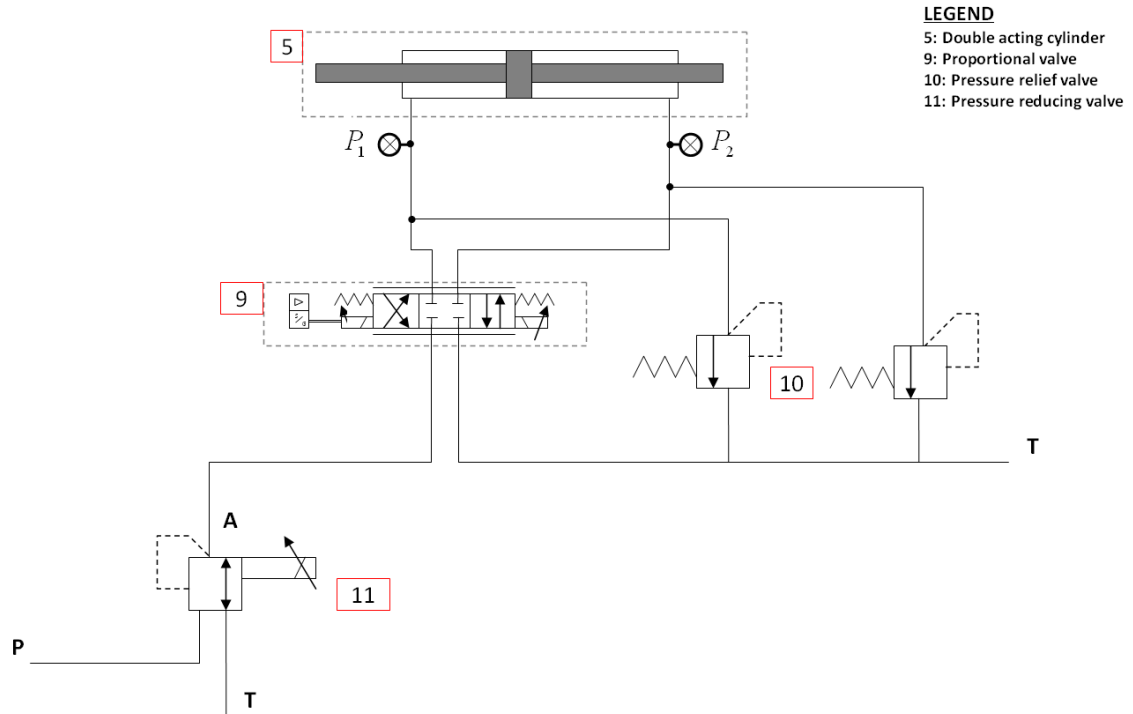 LEGEND
5: Double acting cylinder
9: Proportional valve
10: Pressure relief valve
11: Pressure reducing valve
5
P1
P2
9
10
T
A
11
P
T